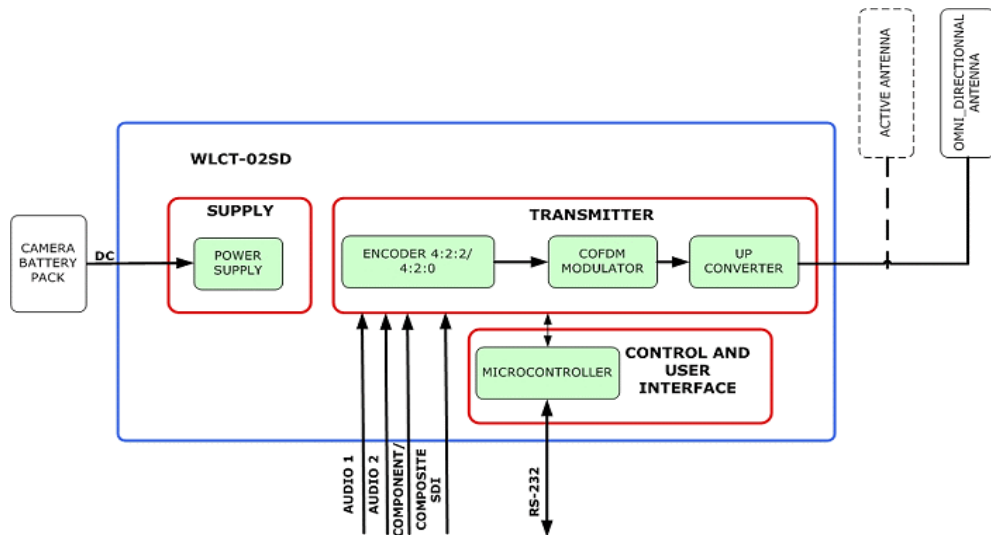 ACTIVE ANTENNA
OMNI_DIRECTIONNAL
ANTENNA
WLCT-02SD
SUPPLY
TRANSMITTER
CAMERA
BATTERY
PACK
DC
POWER
SUPPLY
ENCODER 4:2:2/
4:2:0
COFDM
MODULATOR
UP
CONVERTER
MICROCONTROLLER
CONTROL AND
USER
INTERFACE
AUDIO 1
AUDIO 2
COMPONENT/
COMPOSITE
SDI
RS-232